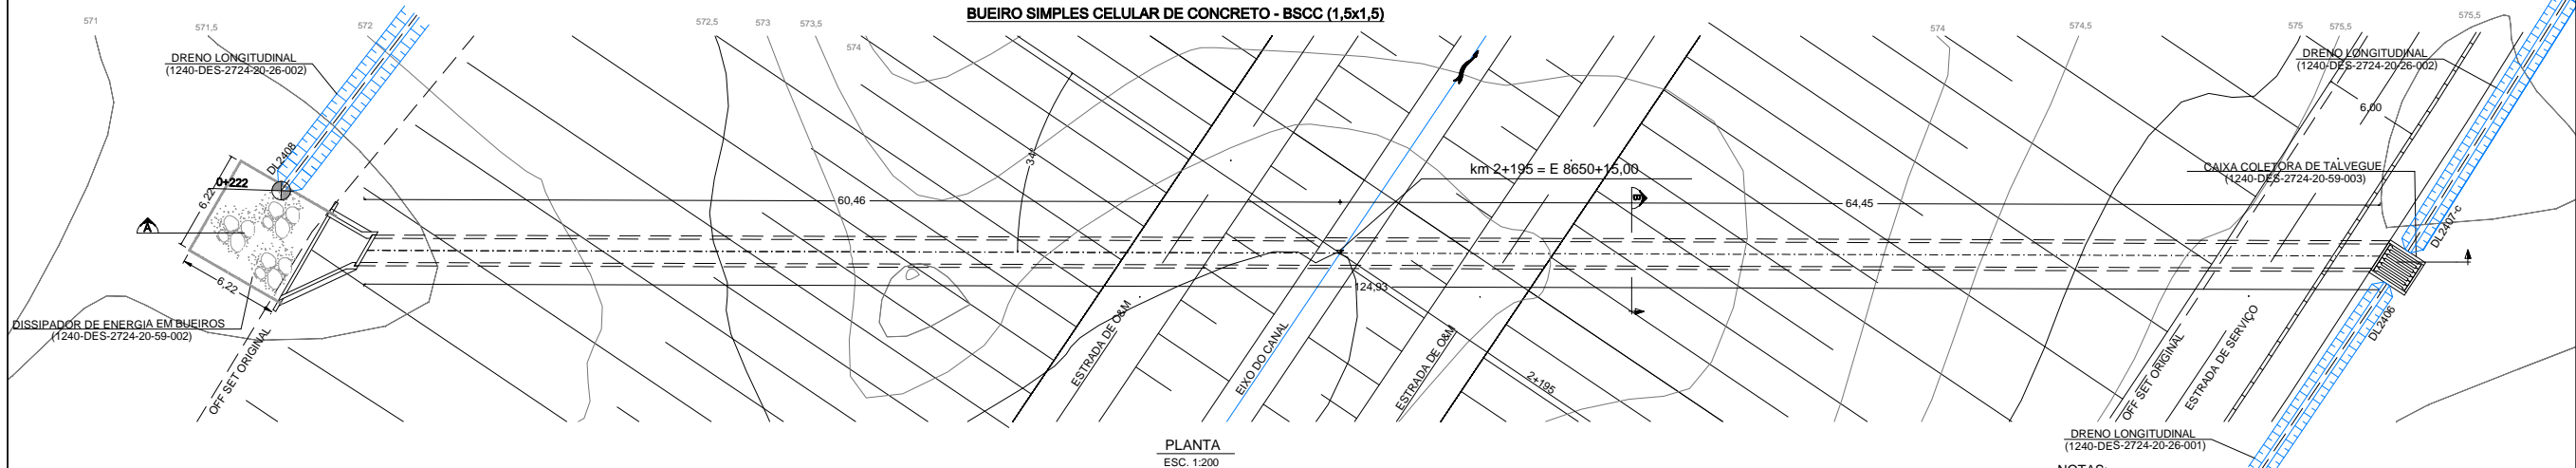 BUEIRO SIMPLES CELULAR DE CONCRETO - BSCC (1,5x1,5)
571
571,5
572
572,5
573
573,5
574
574
574,5
575
575,5
575,5
DRENO LONGITUDINAL
(1240-DES-2724-20-26-002)
DRENO LONGITUDINAL
(1240-DES-2724-20-26-002)
6,00
DL2408
0+222
6,22
34°
km 2+195 = E 8650+15,00
CAIXA COLETORA DE TALVEGUE
(1240-DES-2724-20-59-003)
A
60,46
B
64,45
DL2407-C
6,22
124,93
DISSIPADOR DE ENERGIA EM BUEIROS
(1240-DES-2724-20-59-002)
OFF SET ORIGINAL
ESTRADA DE O&M
EIXO DO CANAL
ESTRADA DE O&M
2+195
OFF SET ORIGINAL
ESTRADA DE SERVIÇO
DL2406
DRENO LONGITUDINAL
(1240-DES-2724-20-26-001)
PLANTA
ESC. 1:200
NOTAS: